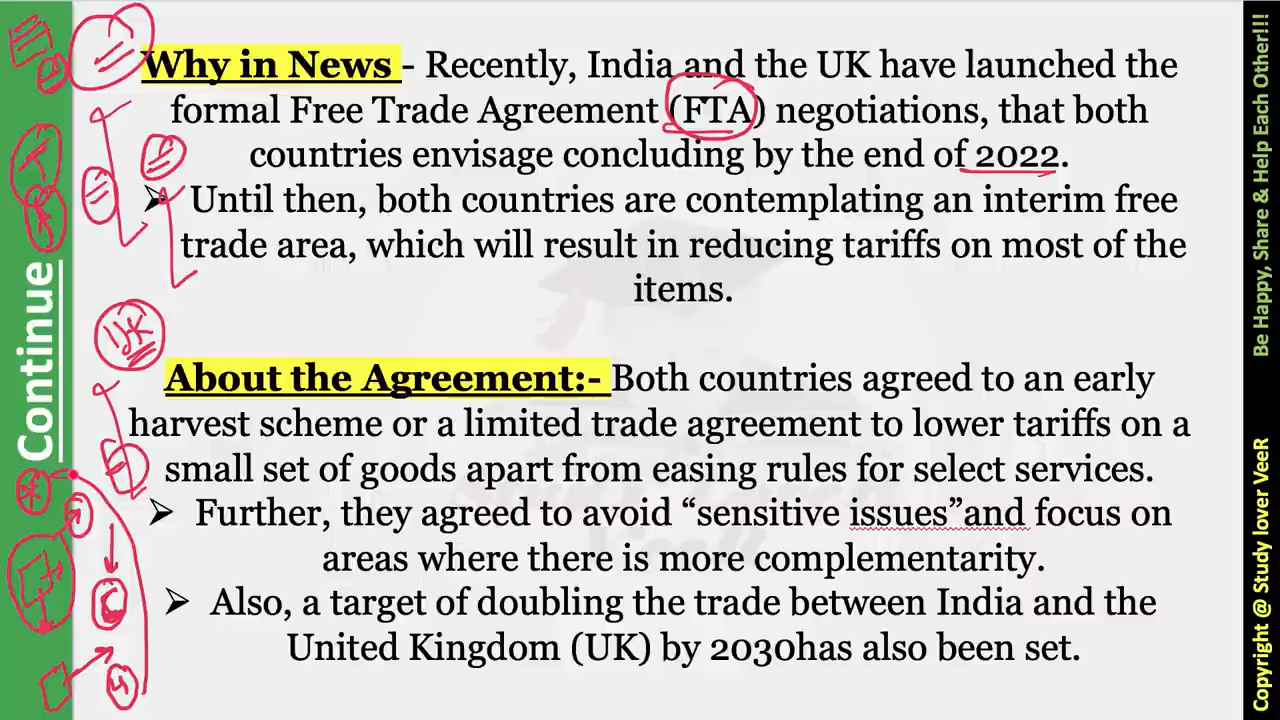 Why in News - Recently, India and the UK have launched the
formal Free Trade Agreement (FTA) negotiations, that both
countries envisage concluding by the end of 2022.
➢ Until then, both countries are contemplating an interim free
trade area, which will result in reducing tariffs on most of the
items.
UK
About the Agreement:- Both countries agreed to an early
harvest scheme or a limited trade agreement to lower tariffs on a
small set of goods apart from easing rules for select services.
➢ Further, they agreed to avoid “sensitive issues”and focus on
areas where there is more complementarity.
➢ Also, a target of doubling the trade between India and the
United Kingdom (UK) by 2030has also been set.
Continue
Be Happy, Share & Help Each Other!!!
Copyright @ Study lover VeeR